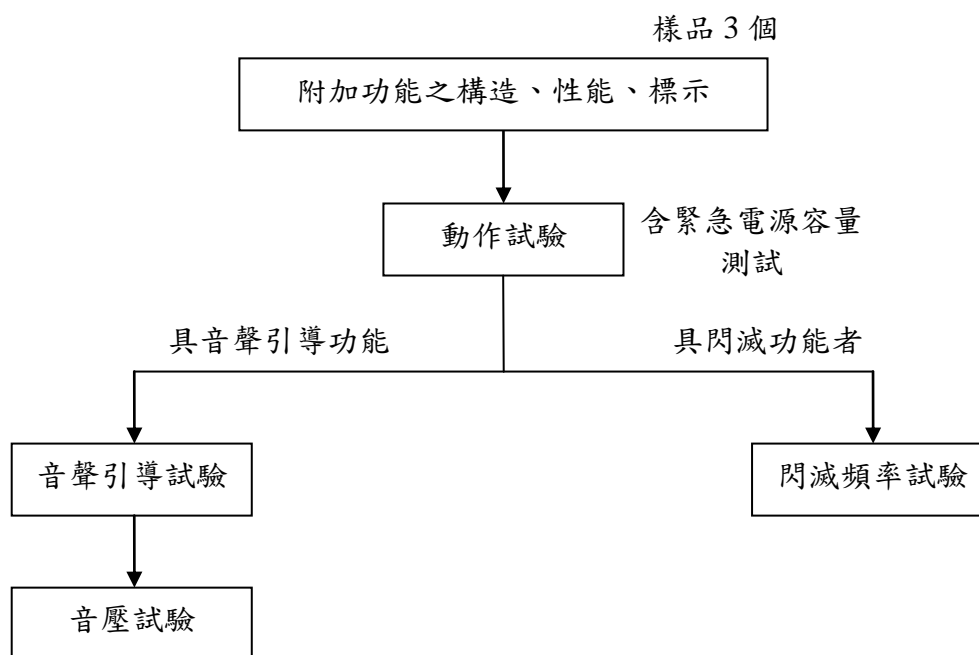 樣品 3 個
附加功能之構造、性能、標示
動作試驗
含緊急電源容量
測試
具音聲引導功能
具閃滅功能者
音聲引導試驗
閃滅頻率試驗
音壓試驗